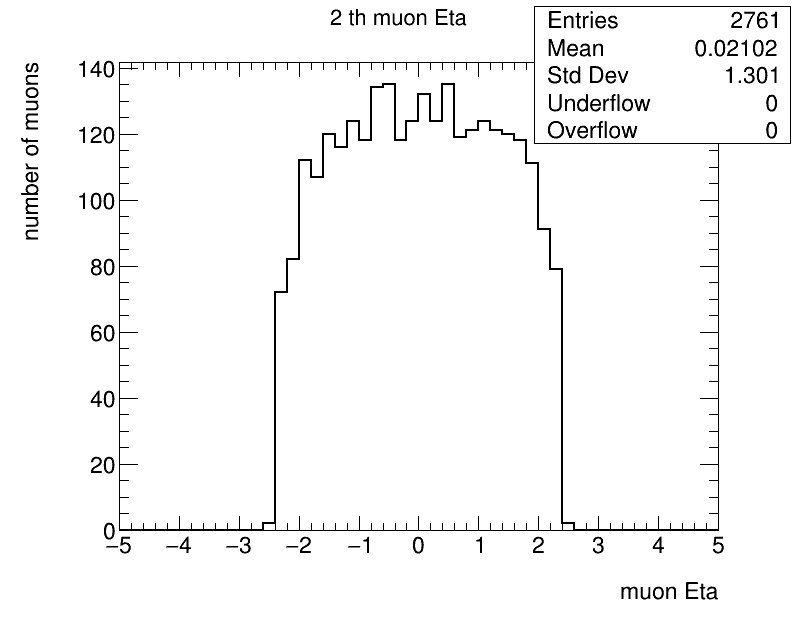 2 th muon Eta
Entries 2761
Mean 0.02102
Std Dev 1.301
Underflow 0
Overflow 0
number of muons
140
120
100
80
60
40
20
0
−5 −4 −3 −2 −1 0 1 2 3 4 5
muon Eta